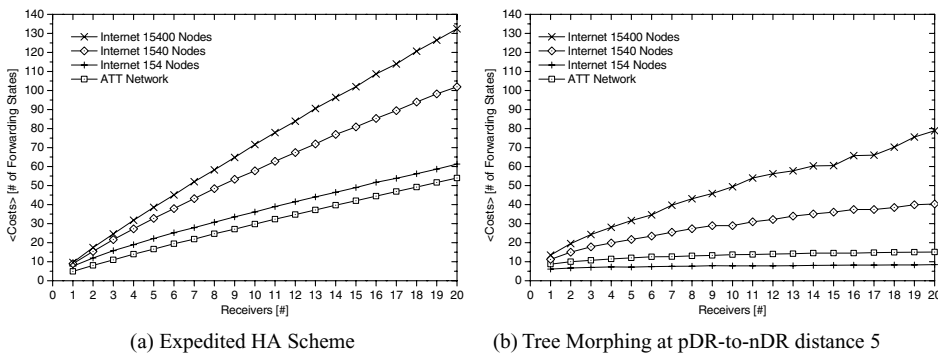 140
130
120
110
100
90
80
70
60
50
40
30
20
10
0
<Costs> [# of Forwarding States]
Internet 15400 Nodes
Internet 1540 Nodes
Internet 154 Nodes
ATT Network
0 1 2 3 4 5 6 7 8 9 10 11 12 13 14 15 16 17 18 19 20
Receivers [#]
(a) Expedited HA Scheme
140
130
120
110
100
90
80
70
60
50
40
30
20
10
0
<Costs> [# of Forwarding States]
Internet 15400 Nodes
Internet 1540 Nodes
Internet 154 Nodes
ATT Network
0 1 2 3 4 5 6 7 8 9 10 11 12 13 14 15 16 17 18 19 20
Receivers [#]
(b) Tree Morphing at pDR-to-nDR distance 5